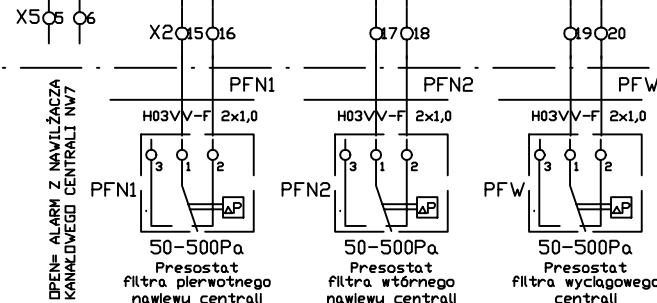 X5 5 6
X2 15 16
17 18
19 20
PFN1
PFN2
PFW
H03VV-F 2x1,0
H03VV-F 2x1,0
H03VV-F 2x1,0
OPEN= ALARM Z NAWILŻACZA
KANAŁOWEGO CENTRALI NW7
PFN1
3 1 2
ΔP
PFN2
3 1 2
ΔP
PFW
3 1 2
ΔP
50-500Pa
Presostat
filtra pierwotnego
nawiewu centrali
50-500Pa
Presostat
filtra wtórnego
nawiewu centrali
50-500Pa
Presostat
filtra wyciągowego
centrali